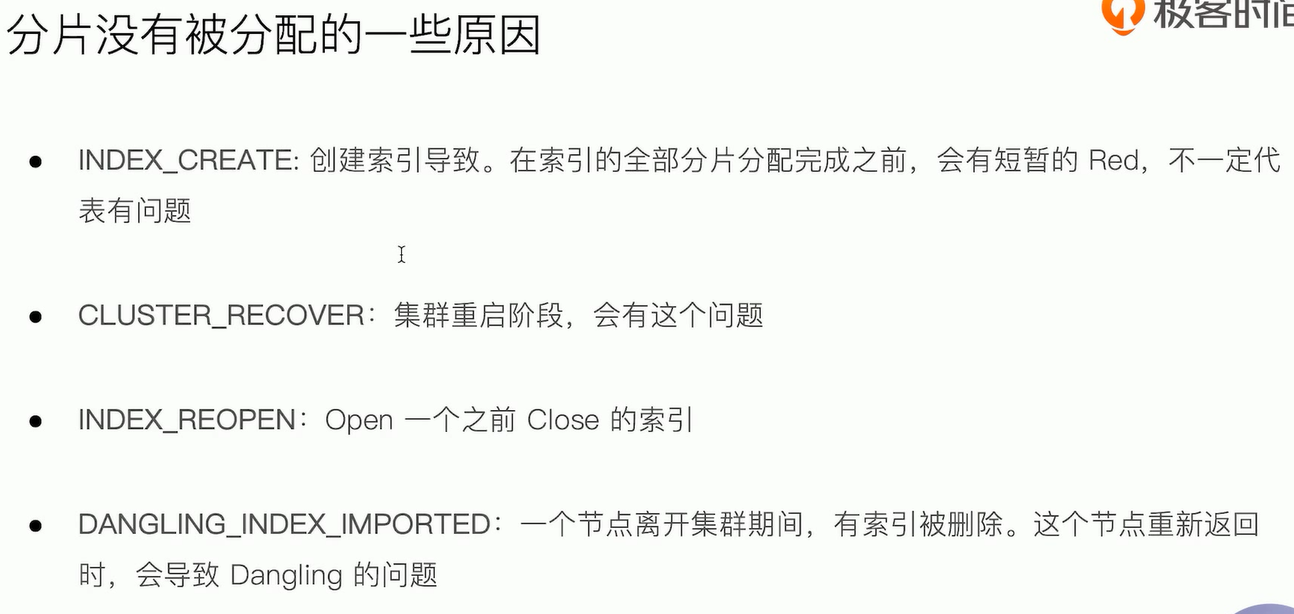 分片没有被分配的一些原因
极客时间
INDEX_CREATE: 创建索引导致。在索引的全部分片分配完成之前，会有短暂的 Red，不一定代
表有问题
CLUSTER_RECOVER：集群重启阶段，会有这个问题
INDEX_REOPEN：Open 一个之前 Close 的索引
DANGLING_INDEX_IMPORTED：一个节点离开集群期间，有索引被删除。这个节点重新返回
时，会导致 Dangling 的问题